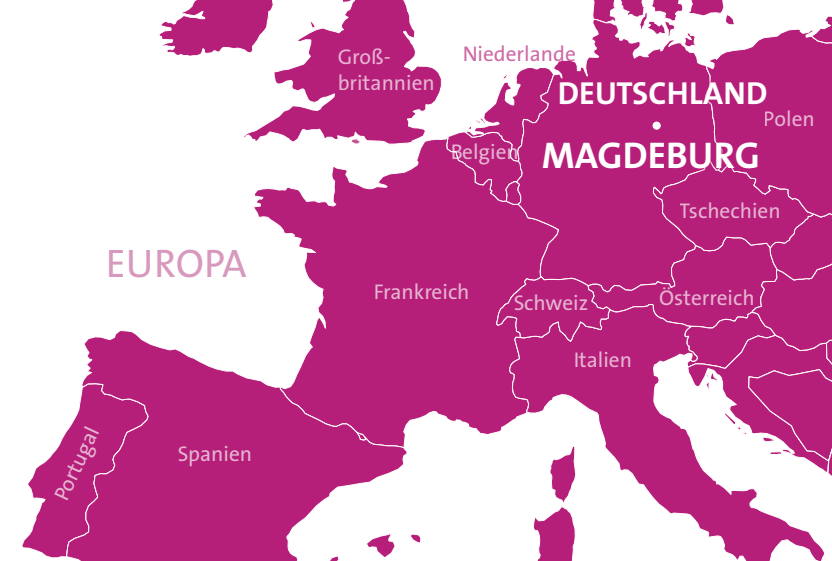 Groß-
britannien
Niederlande
DEUTSCHLAND
MAGDEBURG
Polen
Belgien
Tschechien
EUROPA
Frankreich
Schweiz
Österreich
Italien
Portugal
Spanien